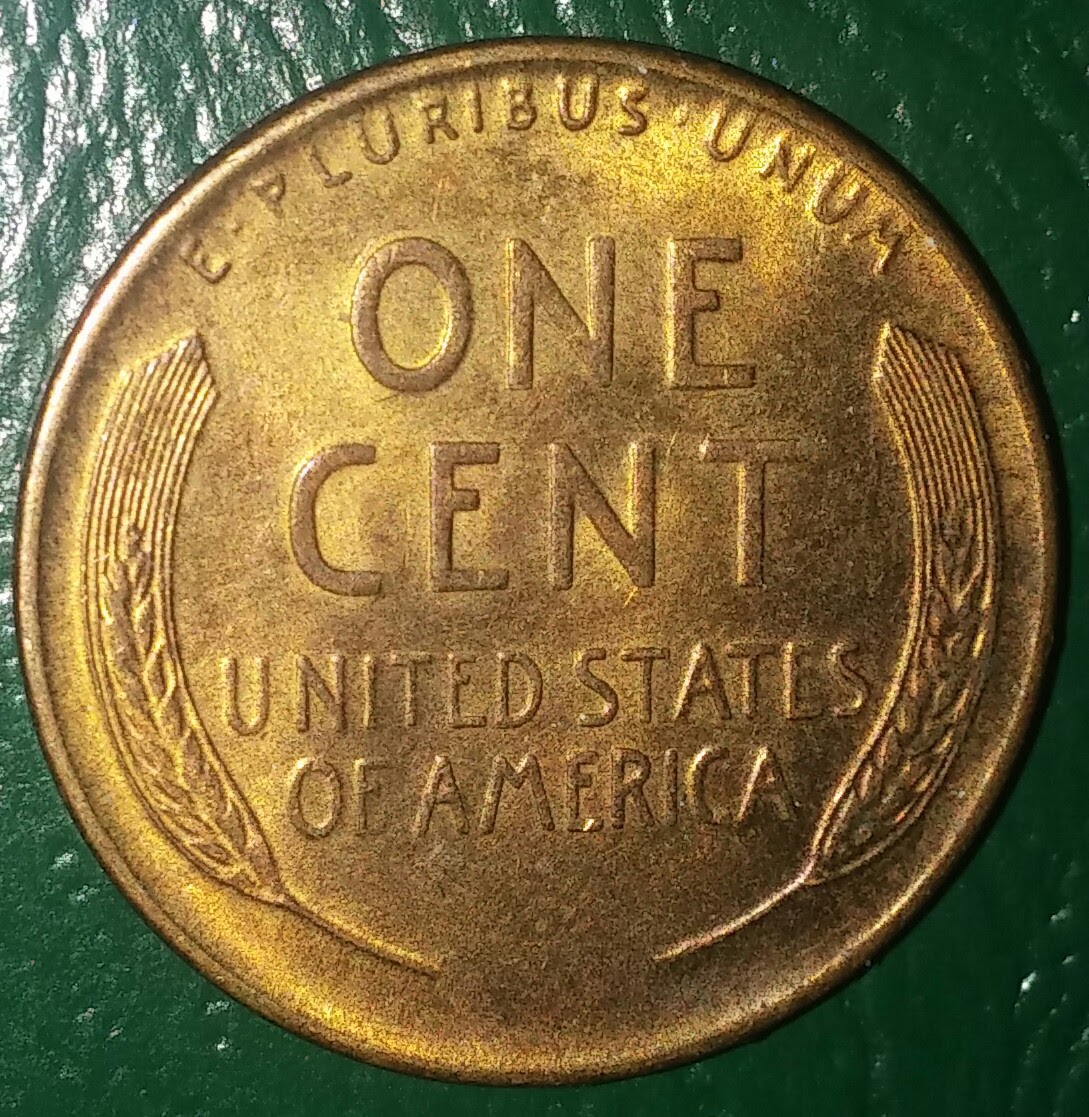 E·PLURIBUS·UNUM
ONE
CENT
UNITED STATES
OF AMERICA